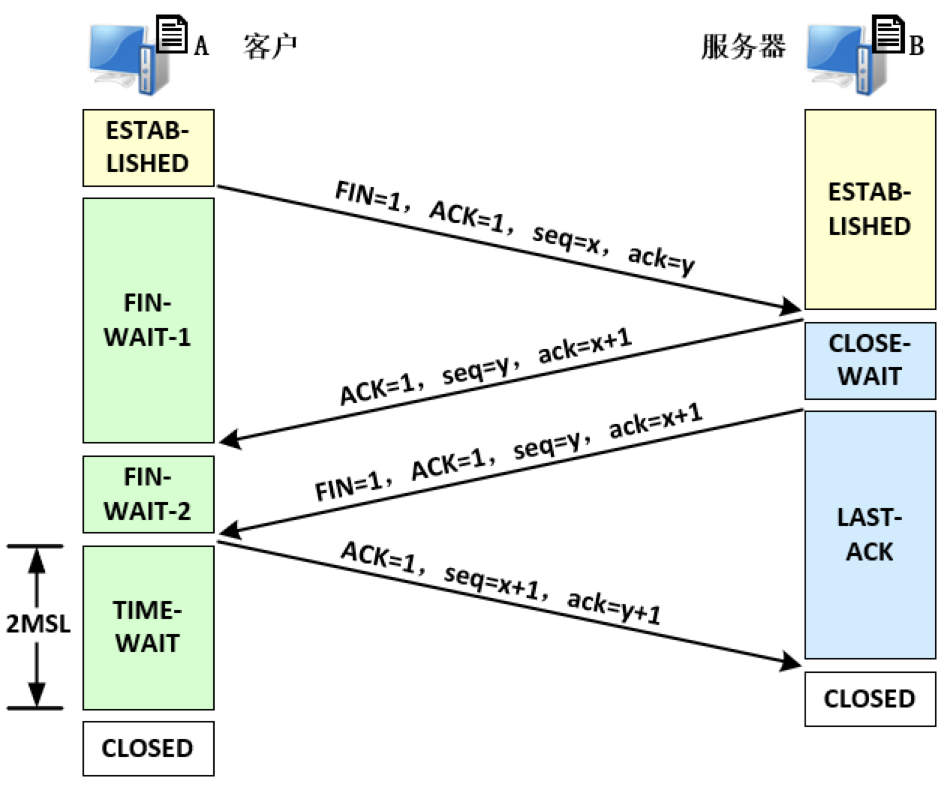 A 客户
服务器 B
ESTAB-
LISHED
ESTAB-
LISHED
FIN=1，ACK=1，seq=x，ack=y
FIN-
WAIT-1
CLOSE-
WAIT
ACK=1，seq=y，ack=x+1
FIN=1，ACK=1，seq=y，ack=x+1
FIN-
WAIT-2
LAST-
ACK
ACK=1，seq=x+1，ack=y+1
2MSL
TIME-
WAIT
CLOSED
CLOSED